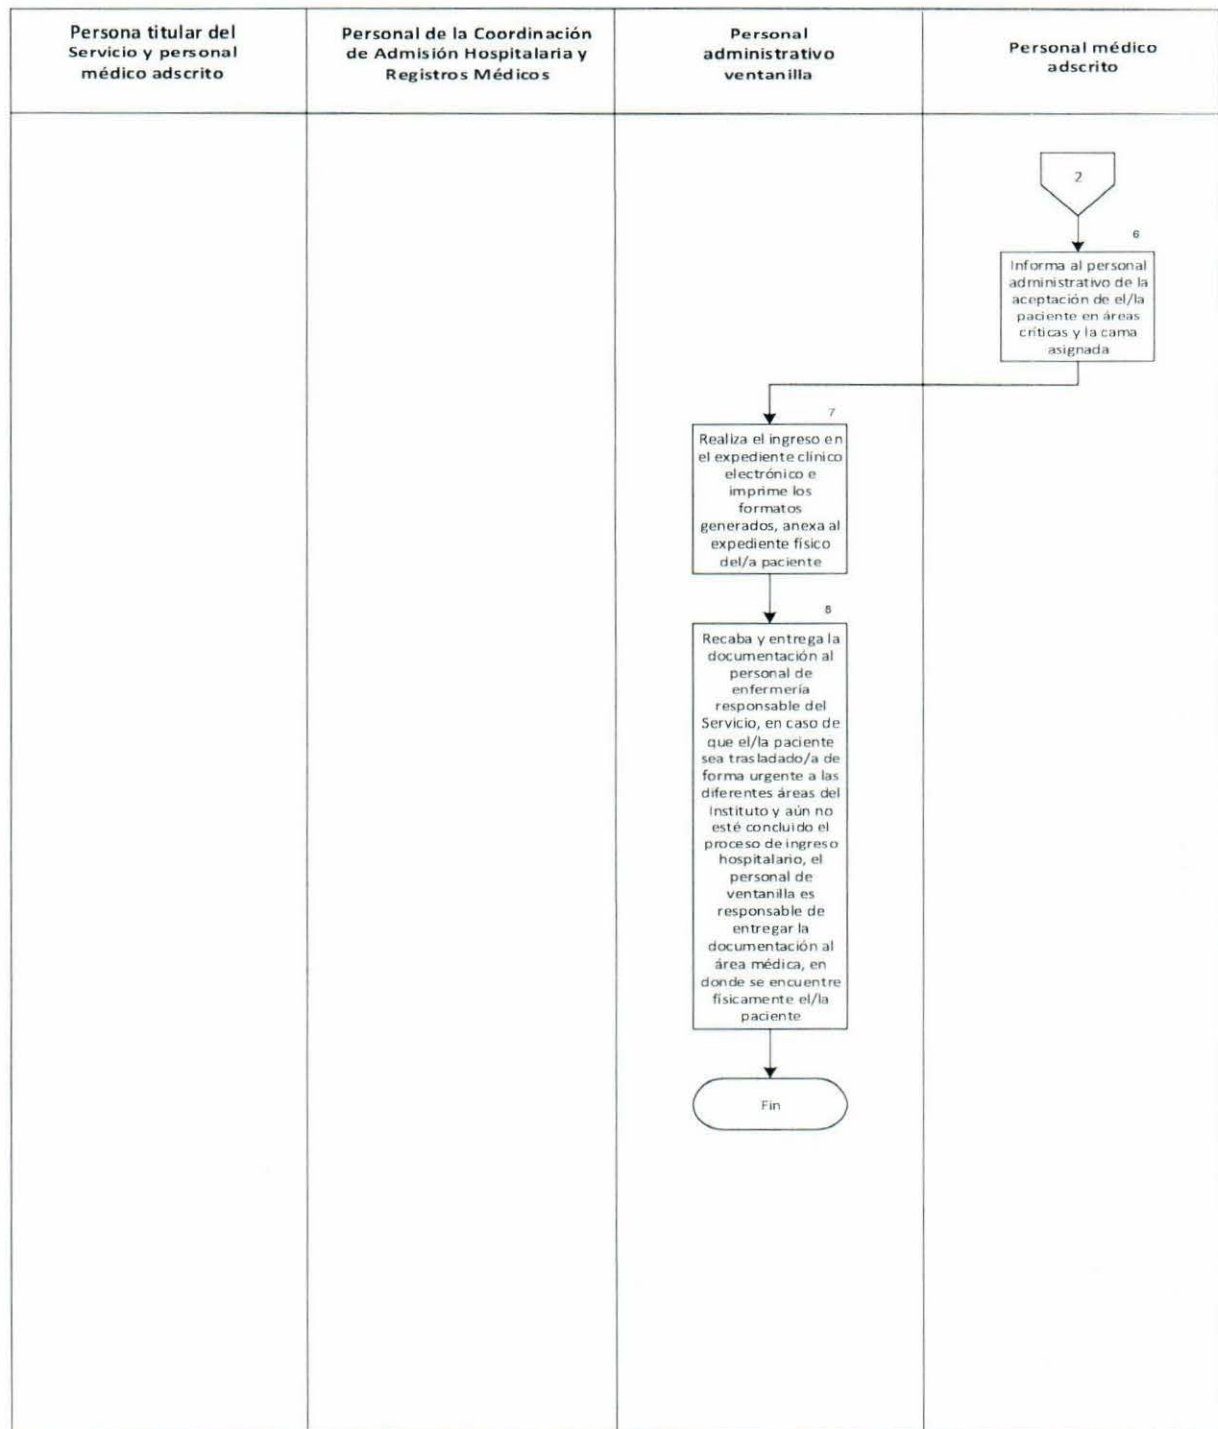 Persona titular del
Servicio y personal
médico adscrito
Personal de la Coordinación
de Admisión Hospitalaria y
Registros Médicos
Personal
administrativo
ventanilla
Personal médico
adscrito
2
6
Informa al personal
administrativo de la
aceptación de el/la
paciente en áreas
críticas y la cama
asignada
7
Realiza el ingreso en
el expediente clínico
electrónico e
imprime los
formatos
generados, anexa al
expediente físico
del/a paciente
8
Recaba y entrega la
documentación al
personal de
enfermería
responsable del
Servicio, en caso de
que el/la paciente
sea trasladado/a de
forma urgente a las
diferentes áreas del
Instituto y aún no
esté concluido el
proceso de ingreso
hospitalario, el
personal de
ventanilla es
responsable de
entregar la
documentación al
área médica, en
donde se encuentre
físicamente el/la
paciente
Fin